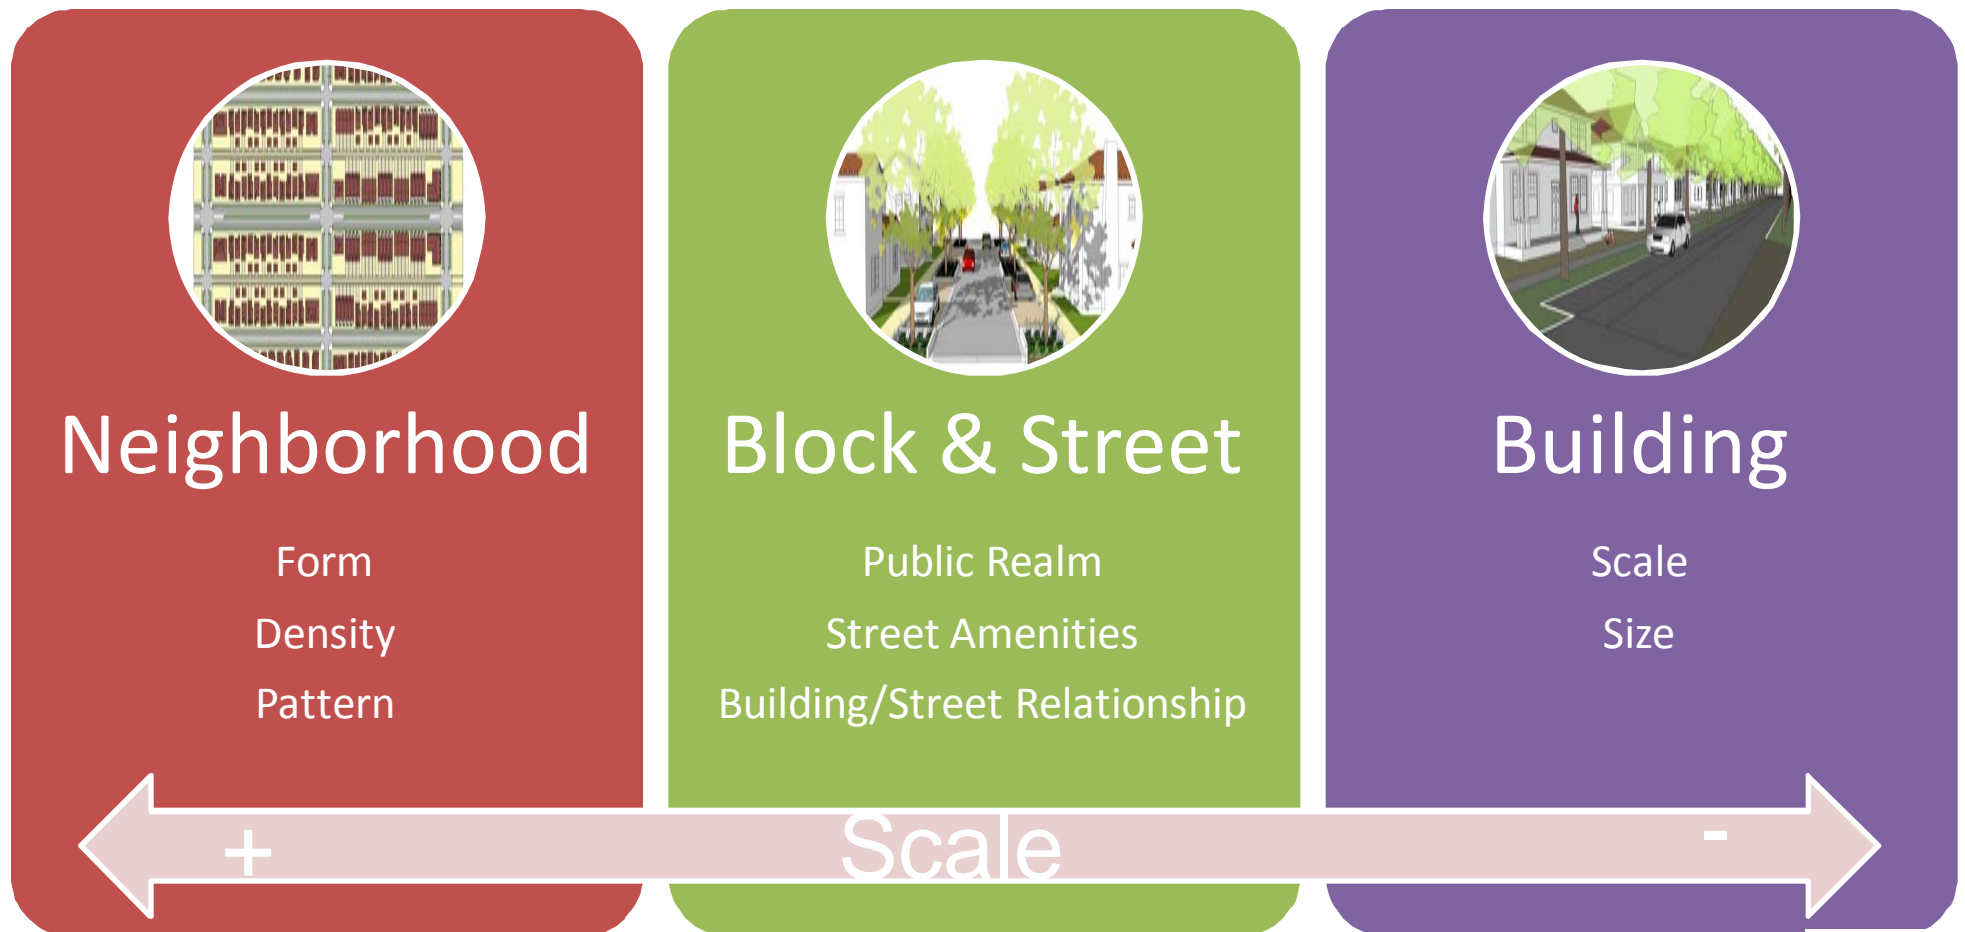 Neighborhood
Form
Density
Pattern
Block & Street
Public Realm
Street Amenities
Building/Street Relationship
Building
Scale
Size
+ Scale -